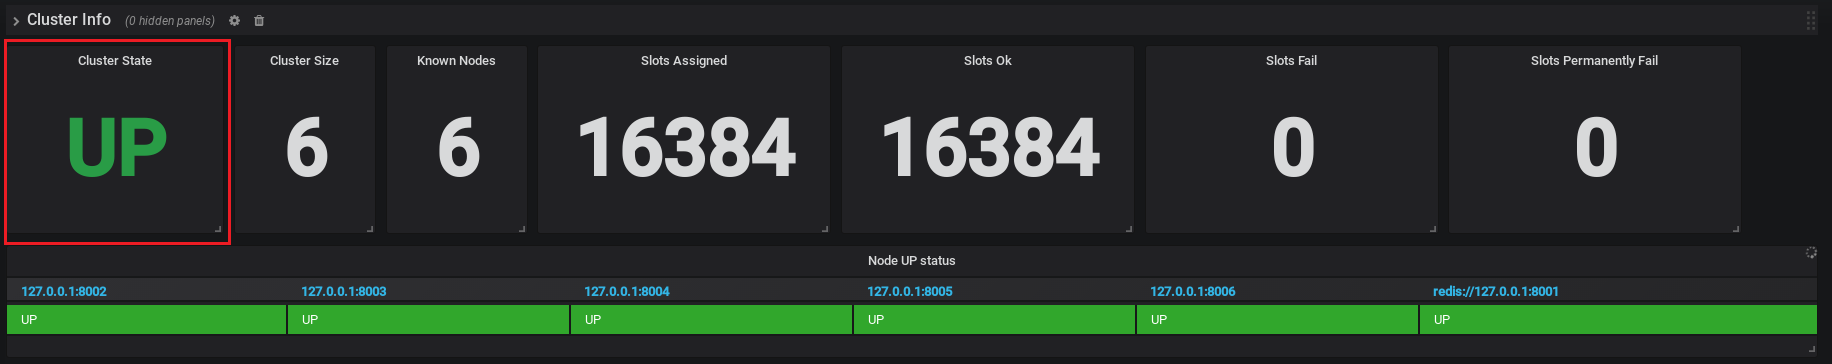 Cluster Info (0 hidden panels)
Cluster State Cluster Size Known Nodes Slots Assigned Slots Ok Slots Fail Slots Permanently Fail
UP 6 6 16384 16384 0 0
Node UP status
127.0.0.1:8002 127.0.0.1:8003 127.0.0.1:8004 127.0.0.1:8005 127.0.0.1:8006 redis://127.0.0.1:8001
UP UP UP UP UP UP